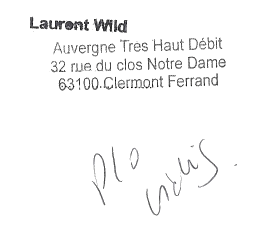 Laurent Wild
Auvergne Tres Haut Débit
32 rue du clos Notre Dame
63100 Clermont Ferrand
P/o